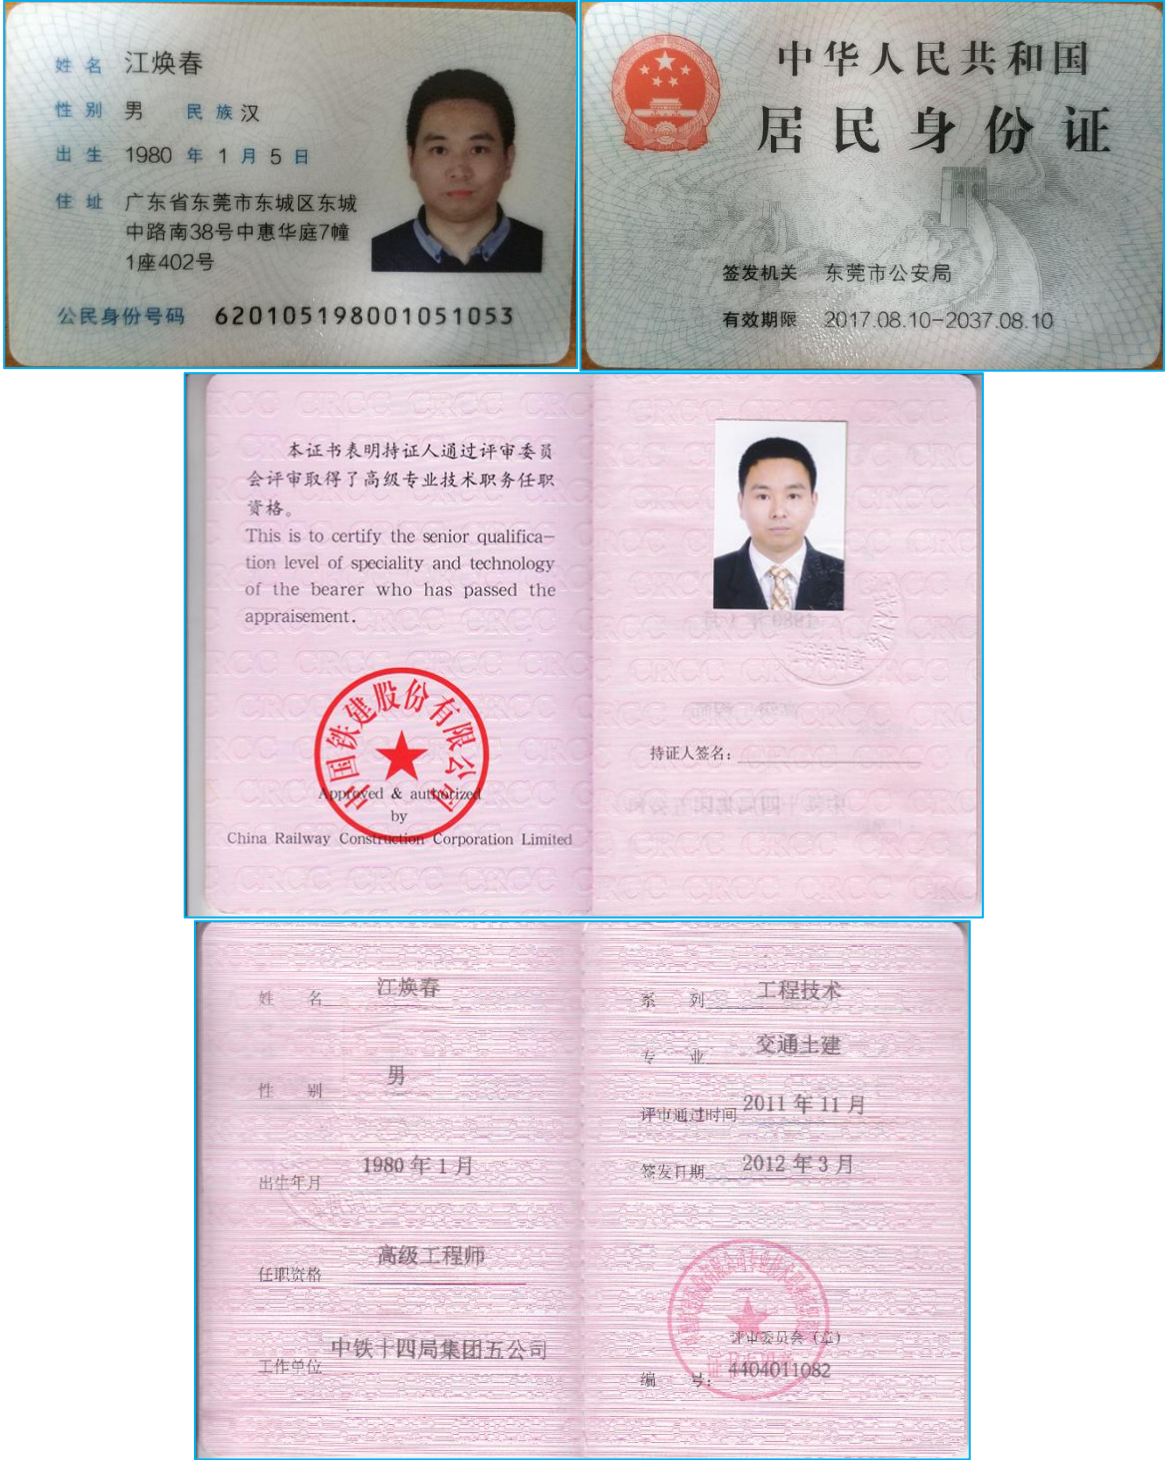 姓 名 江焕春
性 别 男 民 族 汉
出 生 1980 年 1 月 5 日
住 址 广东省东莞市东城区东城
中路南38号中惠华庭7幢
1座402号
公民身份号码 620105198001051053
中华人民共和国
居民身份证
签发机关 东莞市公安局
有效期限 2017.08.10-2037.08.10
本证书表明持证人通过评审委员
会评审取得了高级专业技术职务任职
资格。
This is to certify the senior qualifica-
tion level of speciality and technology
of the bearer who has passed the
appraisement.
中国铁建股份有限公司
Approved & authorized
by
China Railway Construction Corporation Limited
持证人签名:
姓 名 江焕春
性 别 男
出生年月 1980 年 1 月
任职资格 高级工程师
工作单位 中铁十四局集团五公司
系 列 工程技术
专 业 交通土建
评审通过时间 2011 年 11 月
签发日期 2012 年 3 月
评审委员会（章）
编 号: 4404011082